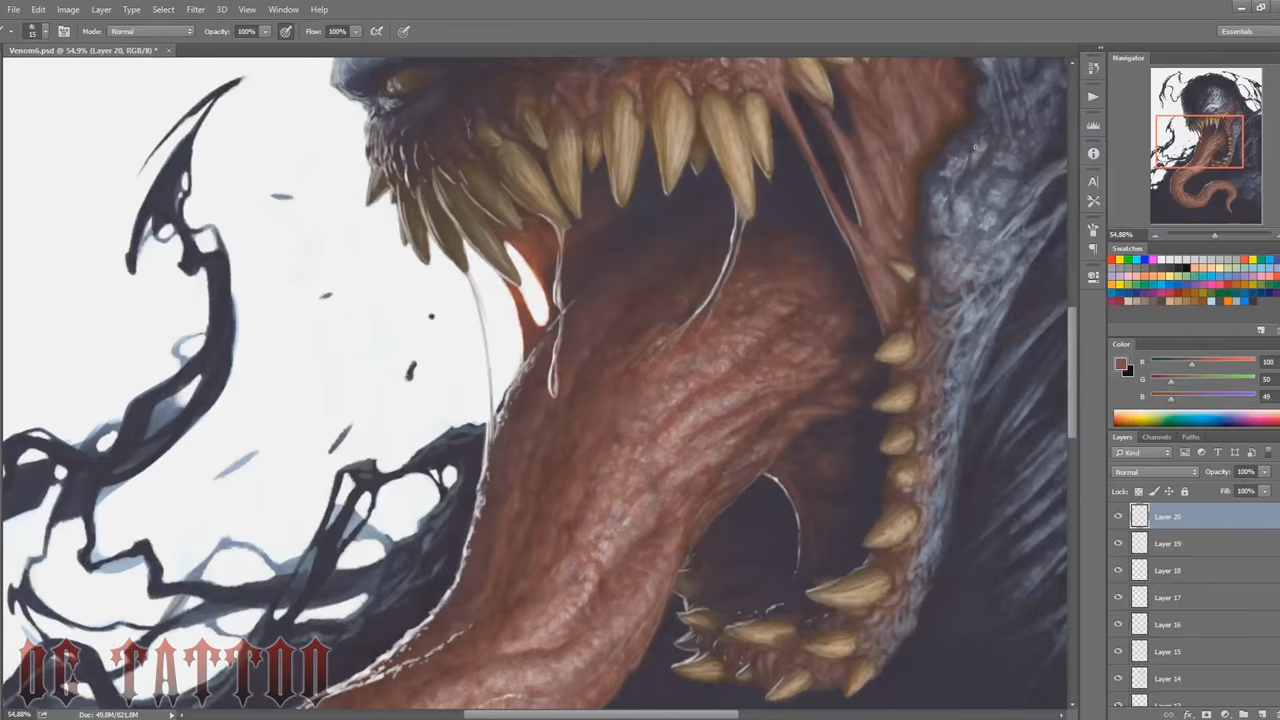 File Edit Image Layer Type Select Filter 3D View Window Help
15 Mode: Normal Opacity: 100% Flow: 100% Essentials
Venom6.psd @ 54,9% (Layer 20, RGB/8) * ×
Navigator
54,88%
Swatches
Color
R 100
G 50
B 49
Layers Channels Paths
Kind
Normal Opacity: 100%
Lock: Fill: 100%
Layer 20
Layer 19
Layer 18
Layer 17
Layer 16
Layer 15
Layer 14
OE TATTOO
54,88% Doc: 49,8M/821,8M